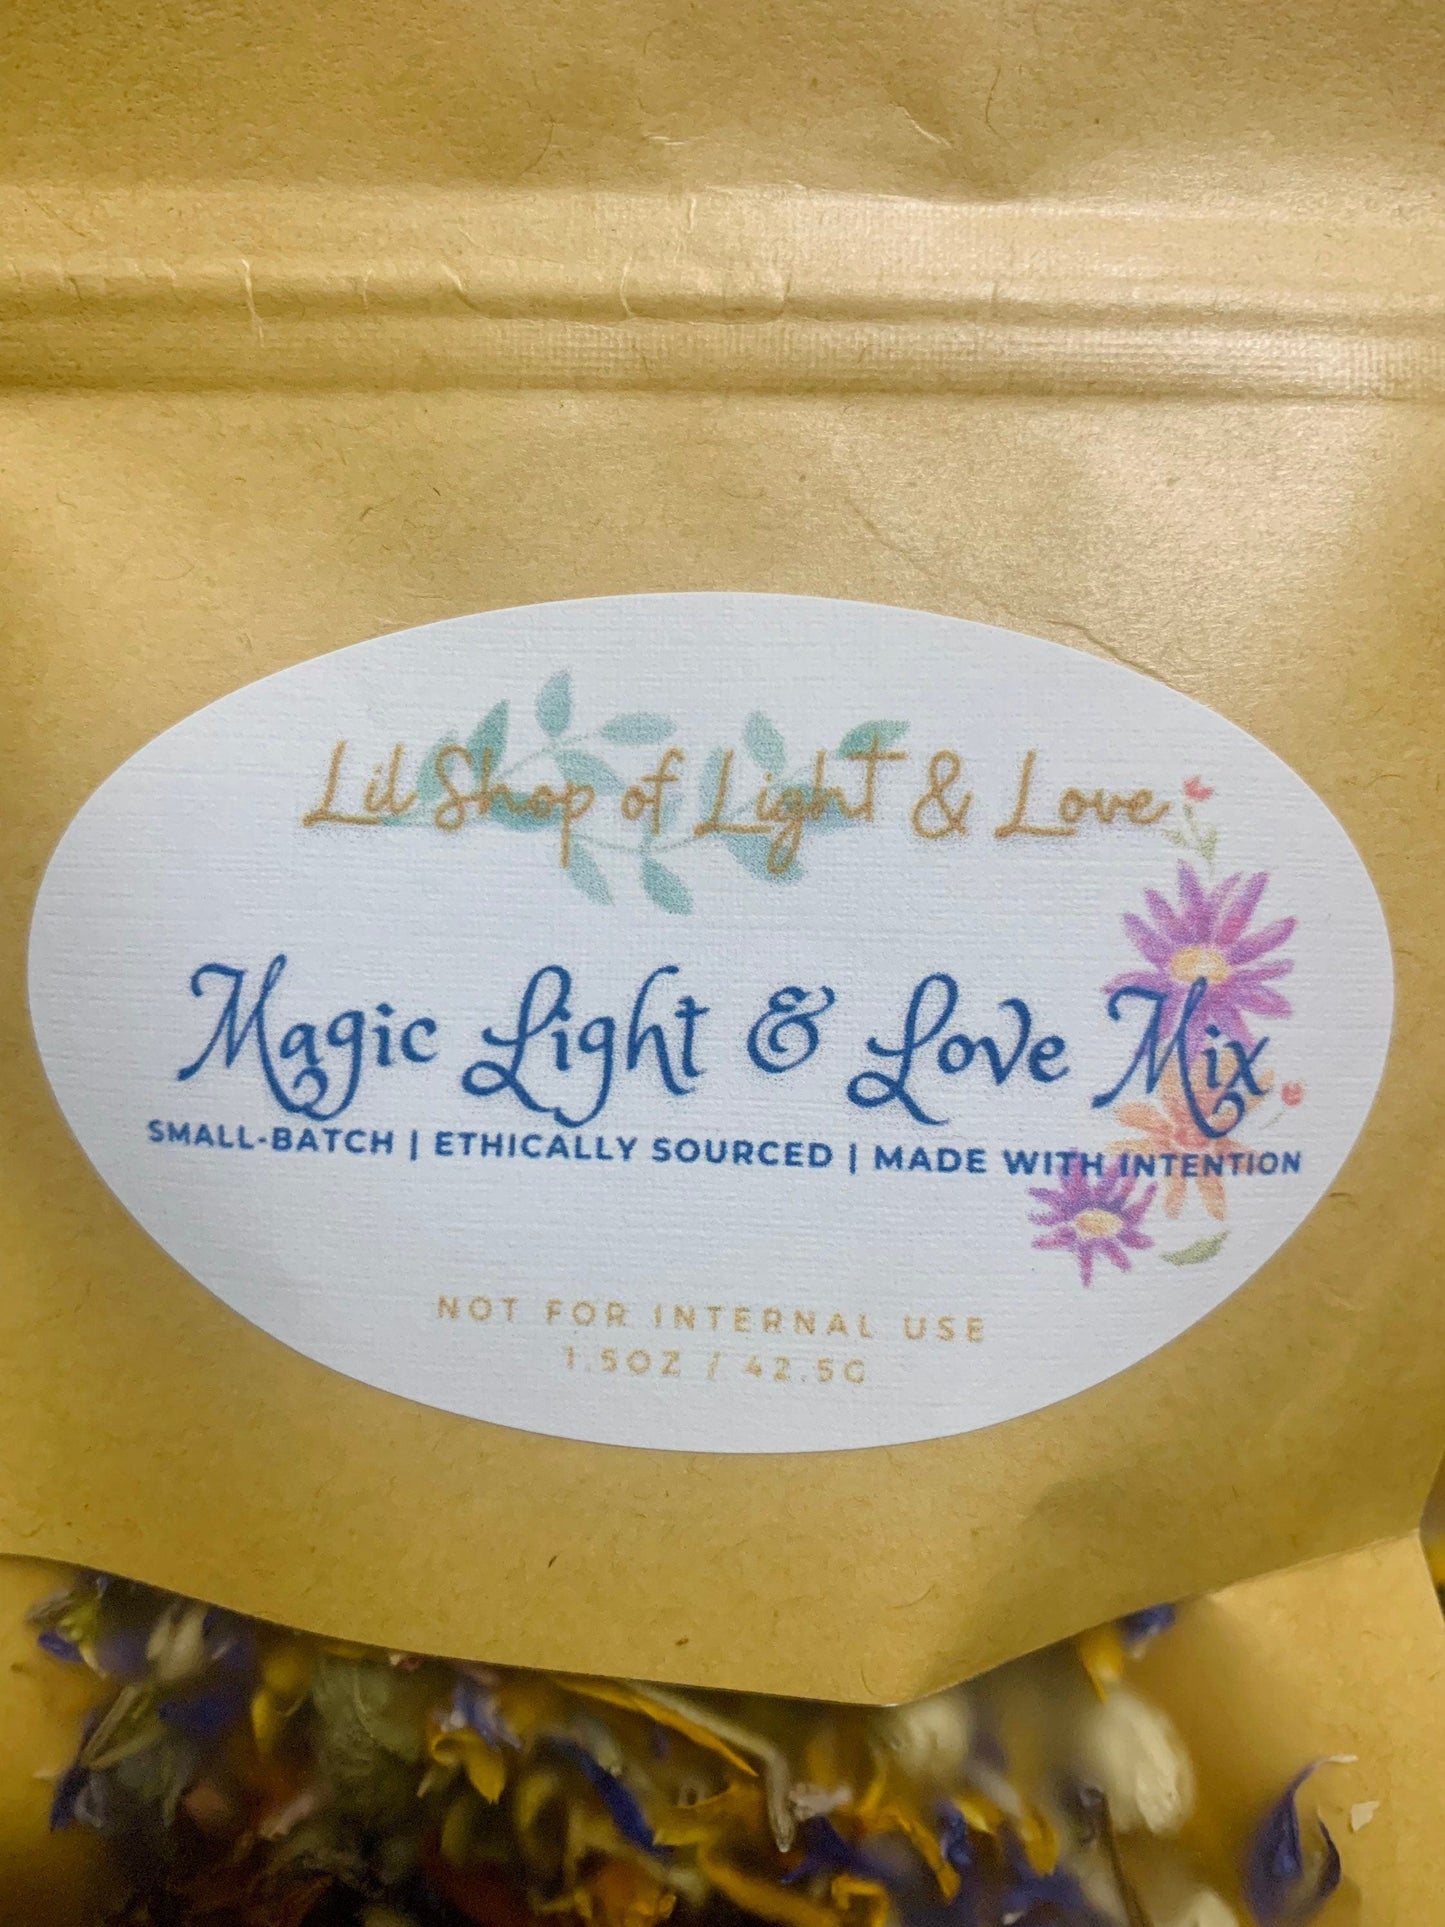 Lil Shop of Light & Love
Magic Light & Love Mix
SMALL-BATCH | ETHICALLY SOURCED | MADE WITH INTENTION
NOT FOR INTERNAL USE
1.5OZ / 42.5G